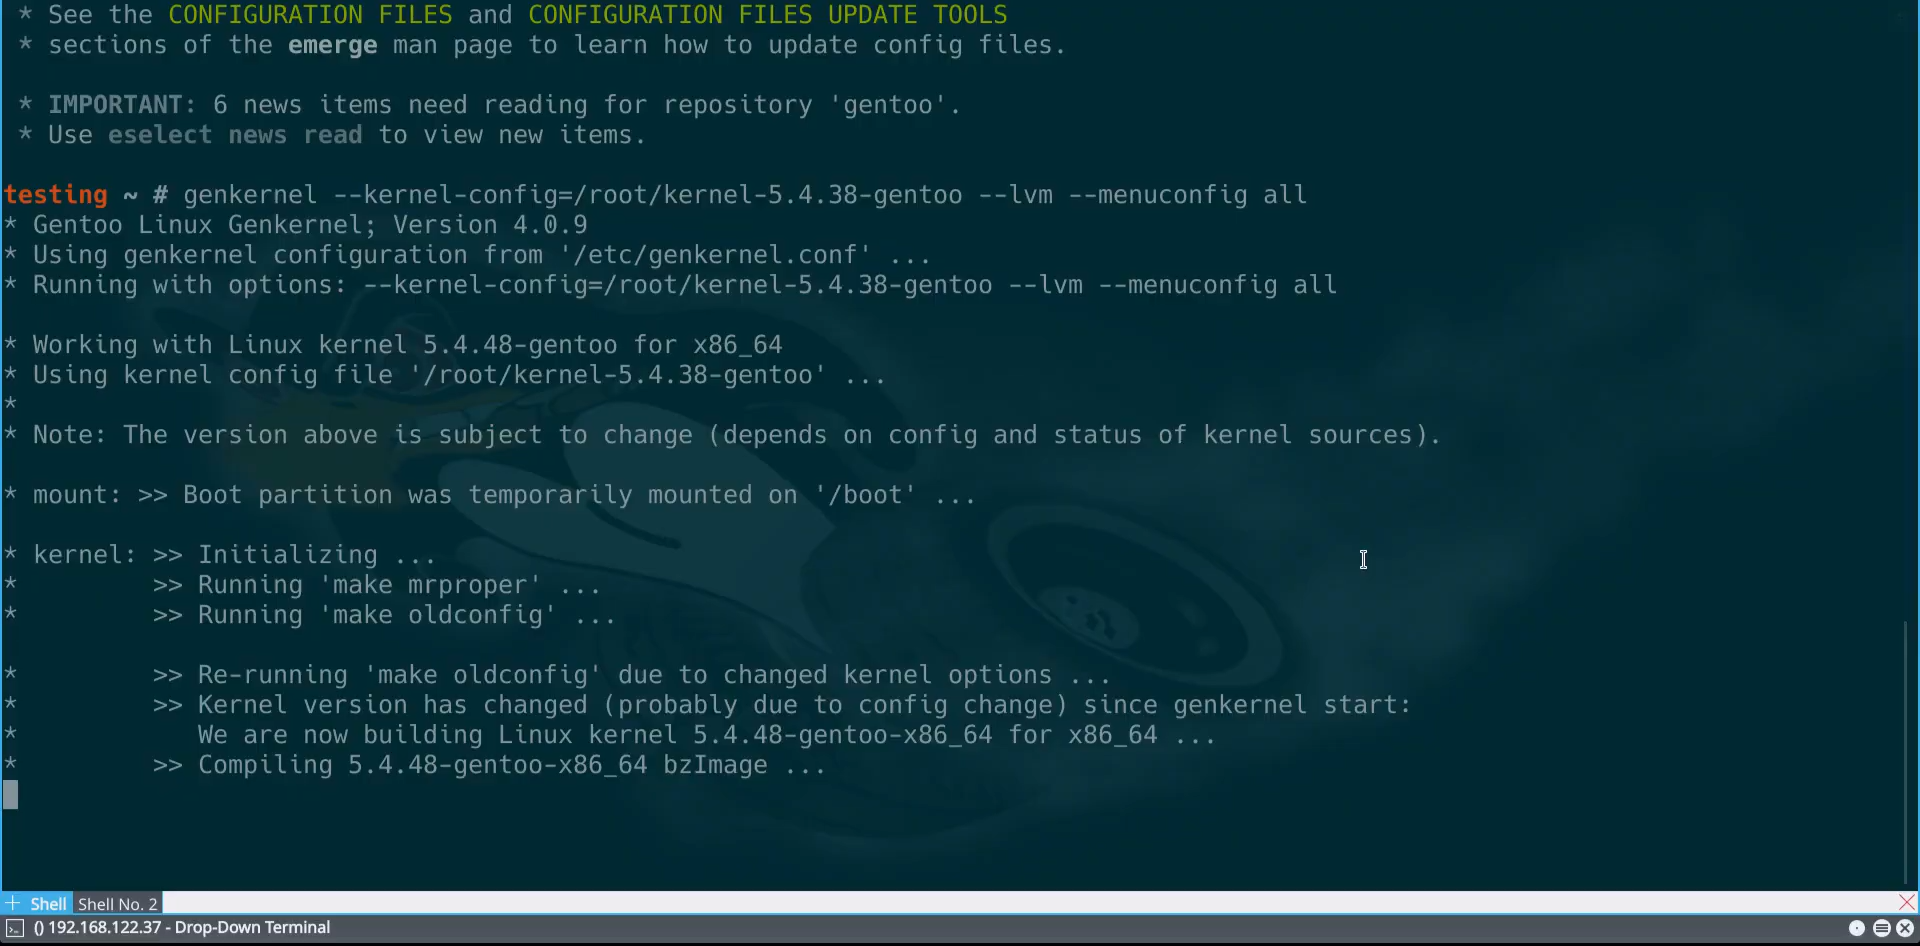 * See the CONFIGURATION FILES and CONFIGURATION FILES UPDATE TOOLS
* sections of the emerge man page to learn how to update config files.
* IMPORTANT: 6 news items need reading for repository 'gentoo'.
* Use eselect news read to view new items.
testing ~ # genkernel --kernel-config=/root/kernel-5.4.38-gentoo --lvm --menuconfig all
* Gentoo Linux Genkernel; Version 4.0.9
* Using genkernel configuration from '/etc/genkernel.conf' ...
* Running with options: --kernel-config=/root/kernel-5.4.38-gentoo --lvm --menuconfig all
* Working with Linux kernel 5.4.48-gentoo for x86_64
* Using kernel config file '/root/kernel-5.4.38-gentoo' ...
*
* Note: The version above is subject to change (depends on config and status of kernel sources).
* mount: >> Boot partition was temporarily mounted on '/boot' ...
* kernel: >> Initializing ...
* >> Running 'make mrproper' ...
* >> Running 'make oldconfig' ...
* >> Re-running 'make oldconfig' due to changed kernel options ...
* >> Kernel version has changed (probably due to config change) since genkernel start:
* We are now building Linux kernel 5.4.48-gentoo-x86_64 for x86_64 ...
* >> Compiling 5.4.48-gentoo-x86_64 bzImage ...
Shell Shell No. 2
() 192.168.122.37 - Drop-Down Terminal